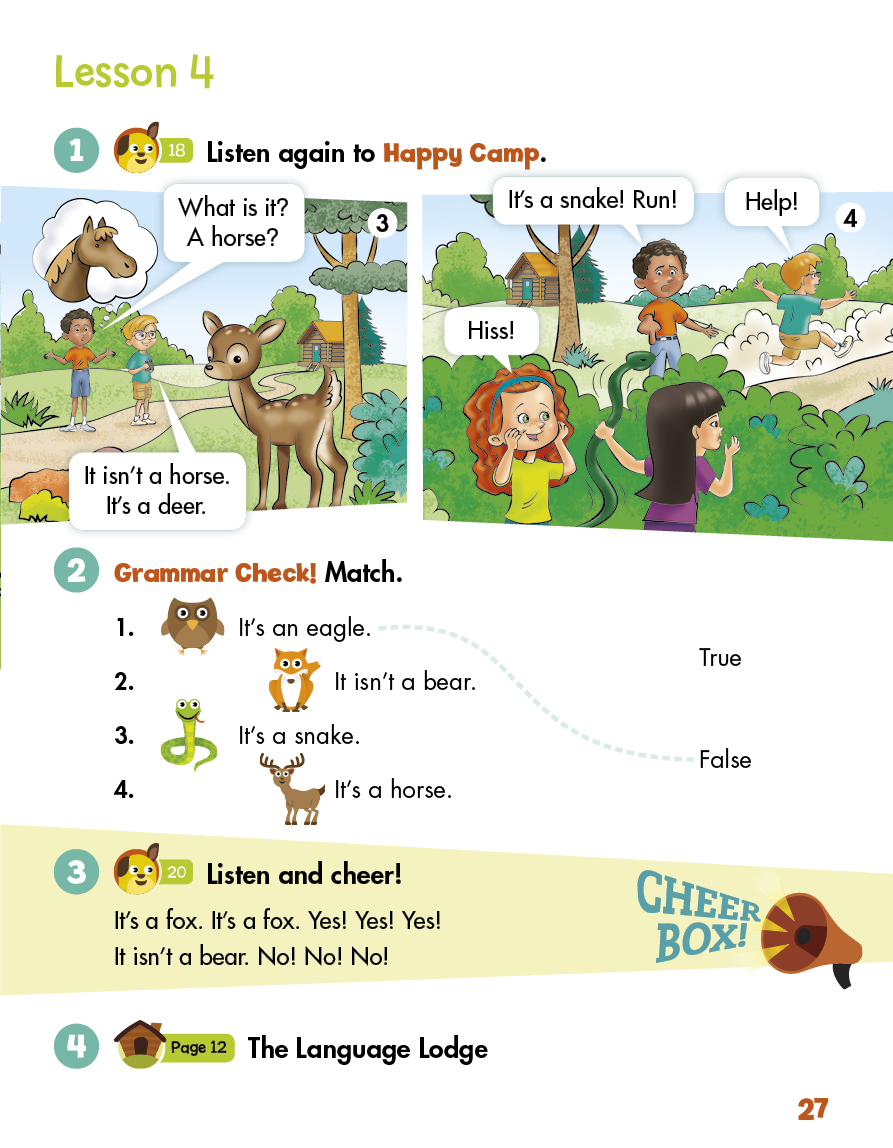 Lesson 4
1 18 Listen again to Happy Camp.
What is it?
A horse?
3
It isn't a horse.
It's a deer.
It's a snake! Run!
Help!
4
Hiss!
2 Grammar Check! Match.
1. It's an eagle.
2. It isn't a bear.
3. It's a snake.
4. It's a horse.
True
False
3 20 Listen and cheer!
It's a fox. It's a fox. Yes! Yes! Yes!
It isn't a bear. No! No! No!
CHEER
BOX!
4 Page 12 The Language Lodge
27